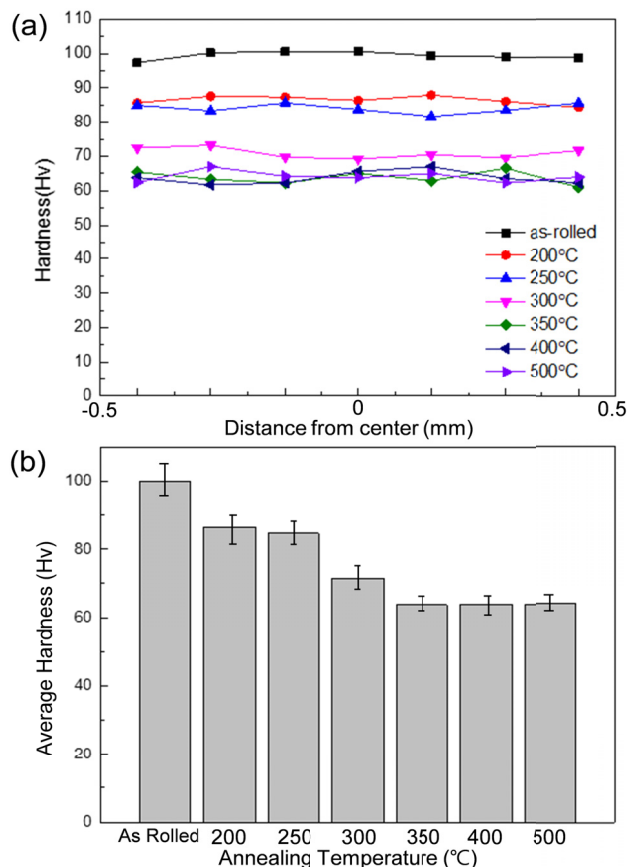 (a)
110
100
90
80
70
60
50
40
30
20
10
0
Hardness(Hv)
as-rolled
200°C
250°C
300°C
350°C
400°C
500°C
-0.5 0 0.5
Distance from center (mm)
(b)
100
80
60
40
20
0
Average Hardness (Hv)
As Rolled 200 250 300 350 400 500
Annealing Temperature (°C)